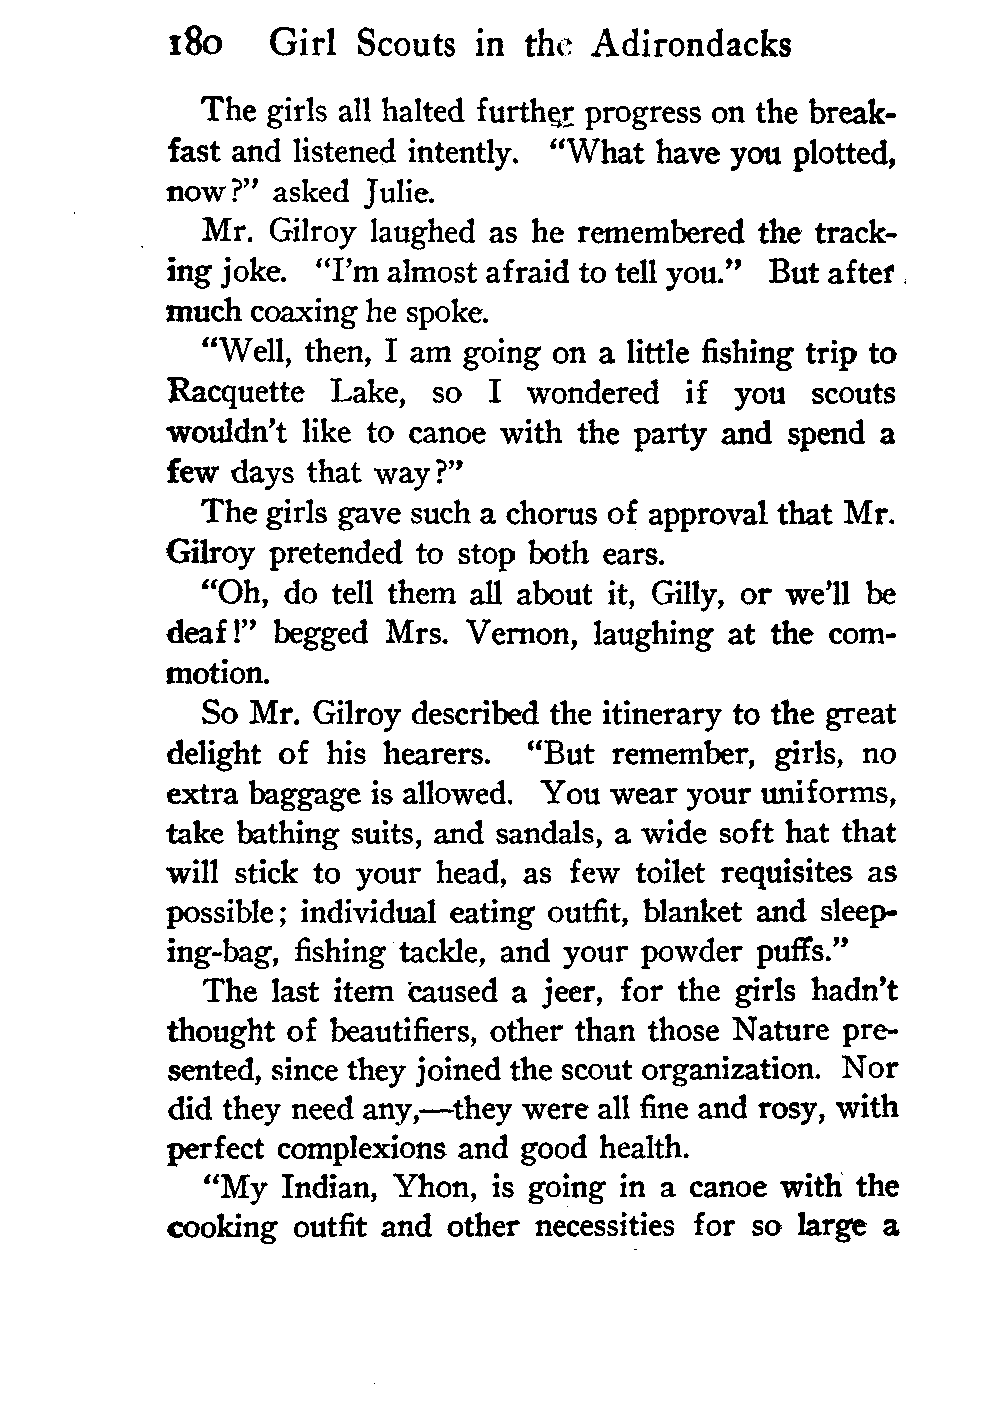 180 Girl Scouts in the Adirondacks
The girls all halted further progress on the break-
fast and listened intently. "What have you plotted,
now?" asked Julie.
Mr. Gilroy laughed as he remembered the track-
ing joke. "I'm almost afraid to tell you." But after
much coaxing he spoke.
"Well, then, I am going on a little fishing trip to
Racquette Lake, so I wondered if you scouts
wouldn't like to canoe with the party and spend a
few days that way?"
The girls gave such a chorus of approval that Mr.
Gilroy pretended to stop both ears.
"Oh, do tell them all about it, Gilly, or we'll be
deaf!" begged Mrs. Vernon, laughing at the com-
motion.
So Mr. Gilroy described the itinerary to the great
delight of his hearers. "But remember, girls, no
extra baggage is allowed. You wear your uniforms,
take bathing suits, and sandals, a wide soft hat that
will stick to your head, as few toilet requisites as
possible; individual eating outfit, blanket and sleep-
ing-bag, fishing tackle, and your powder puffs."
The last item caused a jeer, for the girls hadn't
thought of beautifiers, other than those Nature pre-
sented, since they joined the scout organization. Nor
did they need any,—they were all fine and rosy, with
perfect complexions and good health.
"My Indian, Yhon, is going in a canoe with the
cooking outfit and other necessities for so large a